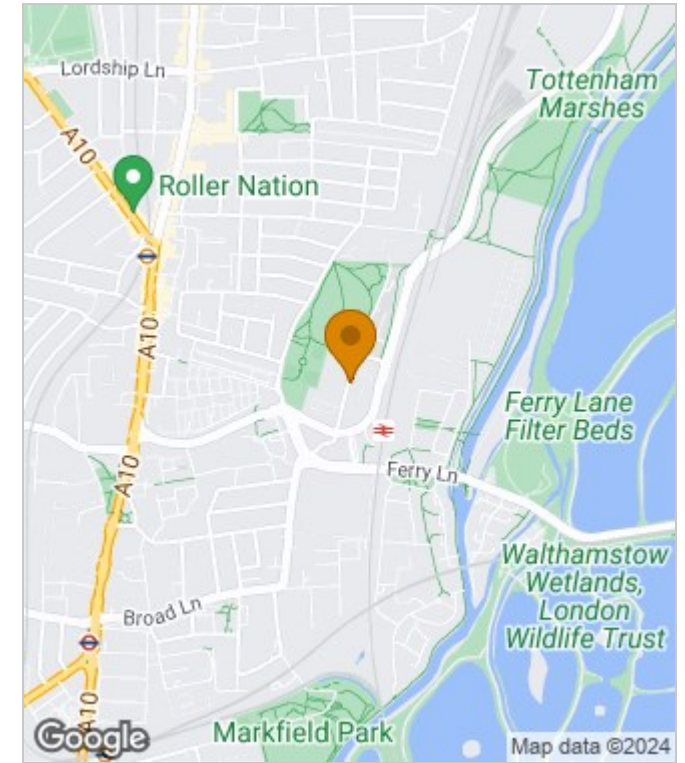 Lordship Ln
Tottenham
Marshes
A10
Roller Nation
A10
Ferry Lane
Filter Beds
A10
Ferry Ln
Walthamstow
Wetlands,
London
Wildlife Trust
Broad Ln
A10
Markfield Park
Google
Map data ©2024